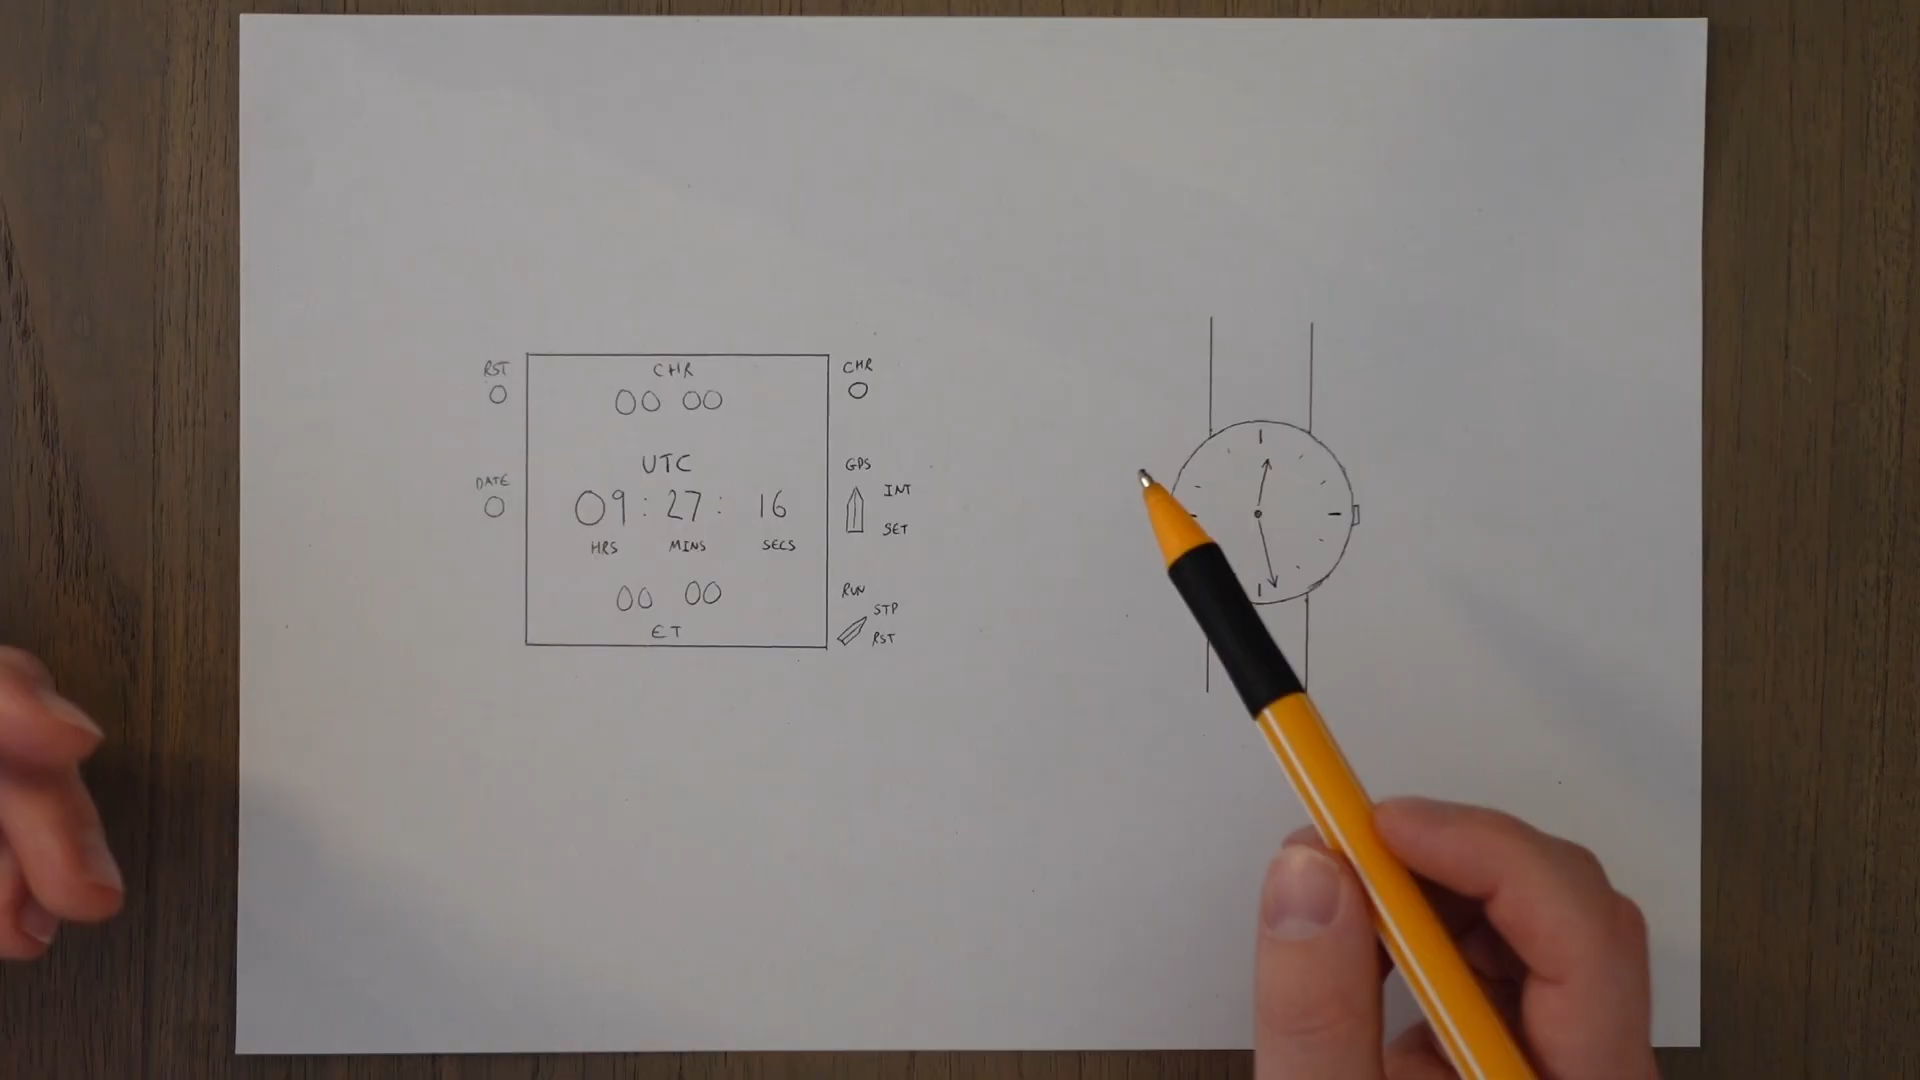 RST
CHR
CHR
00 00
UTC
GPS
DATE
INT
09:27: 16
SET
HRS MINS SECS
RUN
00 00
STP
ET
RST